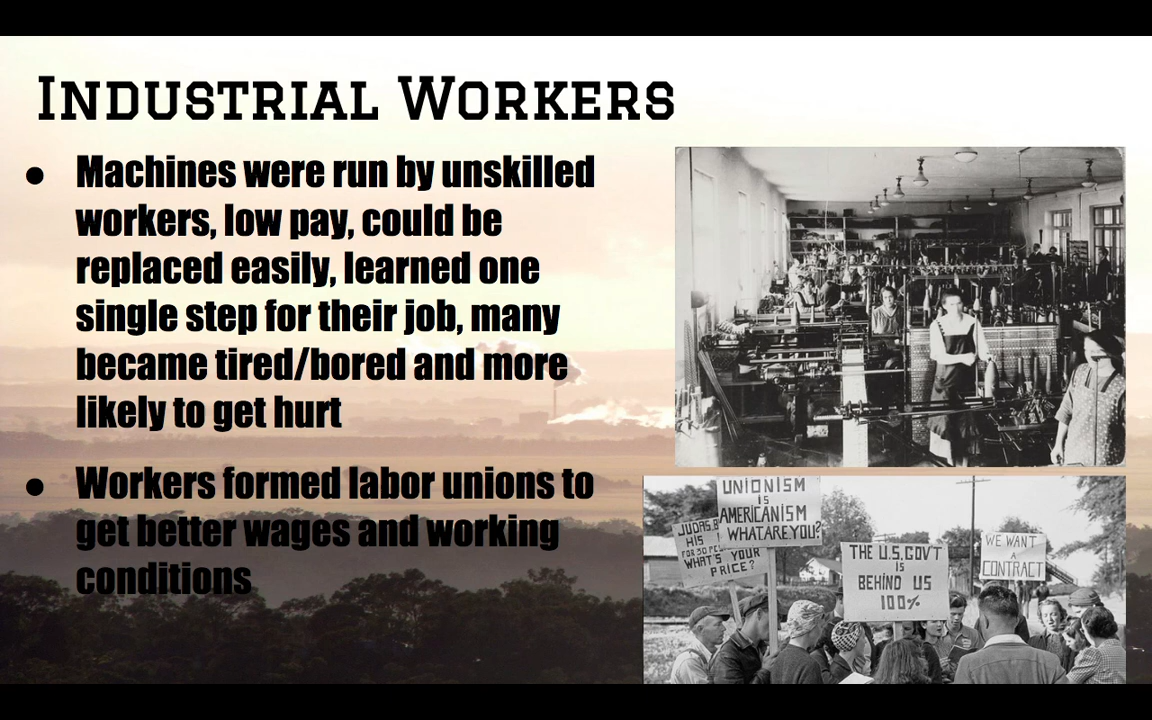 Industrial Workers
● Machines were run by unskilled
workers, low pay, could be
replaced easily, learned one
single step for their job, many
became tired/bored and more
likely to get hurt
● Workers formed labor unions to
get better wages and working
conditions
UNIONISM
IS
AMERICANISM
WHAT ARE YOU?
JUDAS
HIS
FOR 30
WHAT'S YOUR
PRICE?
THE U.S. GOV'T
IS
BEHIND US
100%
WE WANT
A
CONTRACT